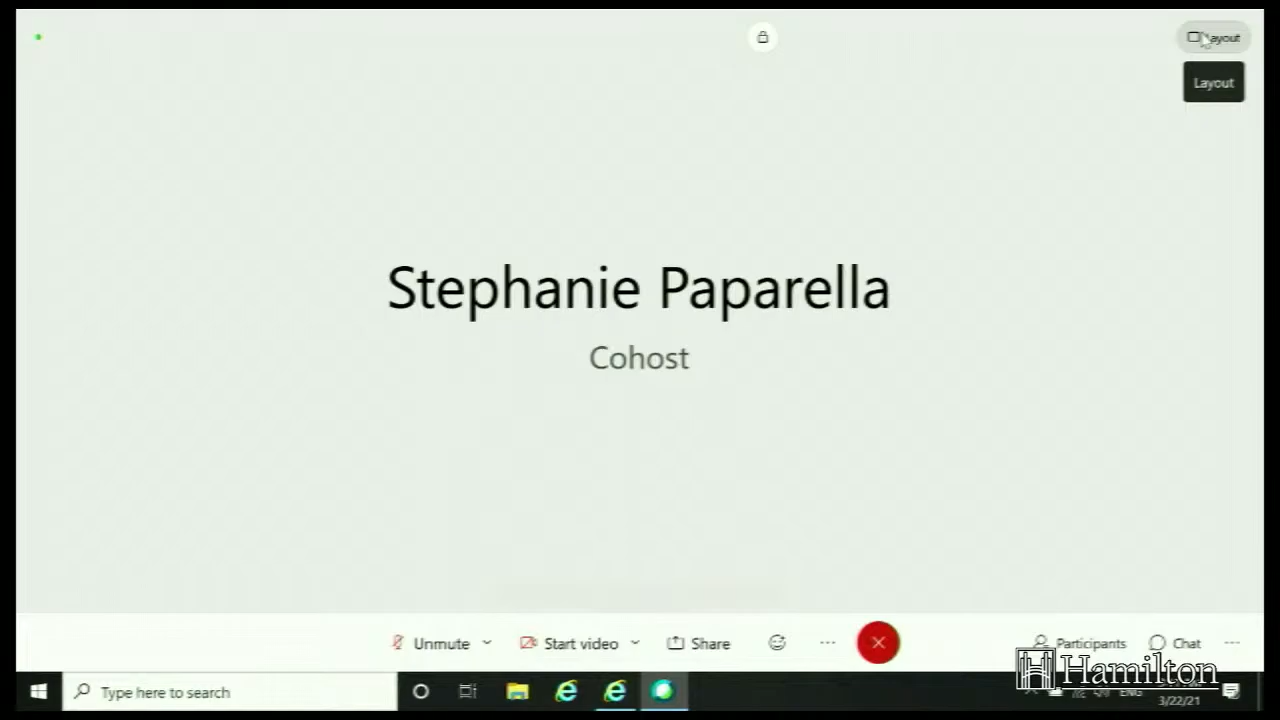 Layout
Layout
Stephanie Paparella
Cohost
Unmute
Start video
Share
Participants
Chat
Hamilton
Type here to search
ENG
3/22/21